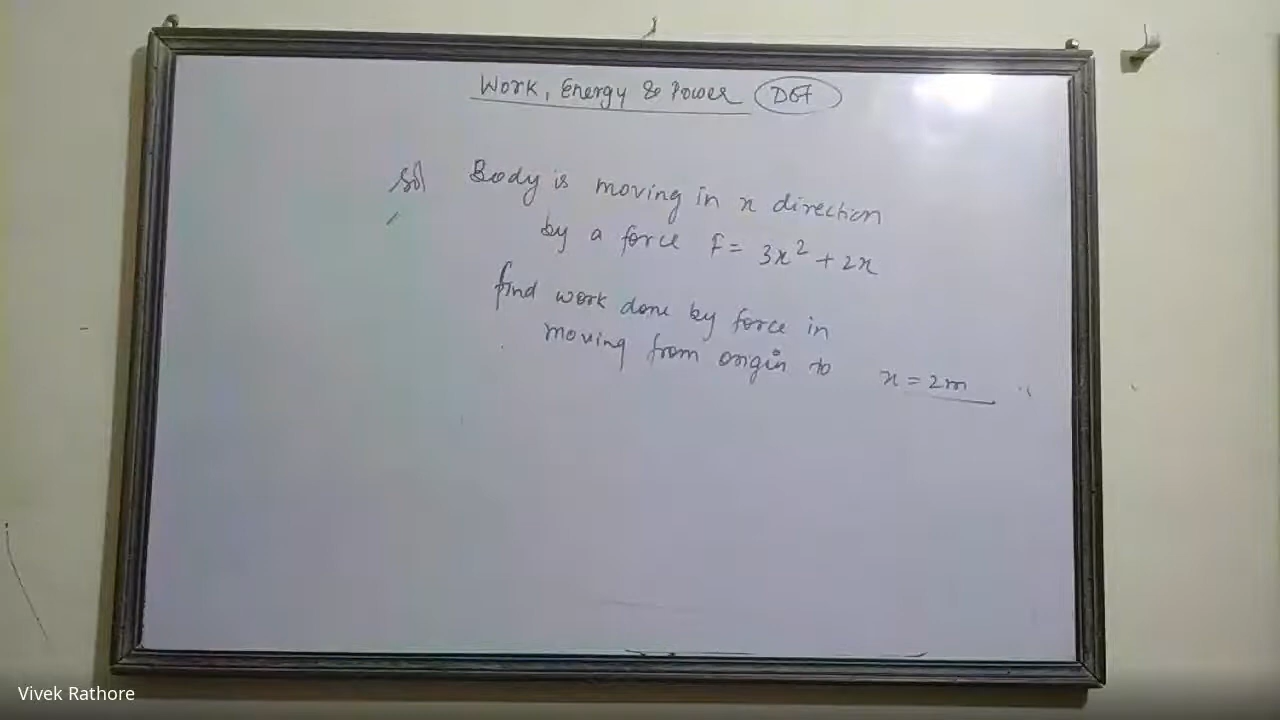 Work, Energy & Power D07
Sol Body is moving in x direction
by a force F = 3x² + 2x
find work done by force in
moving from origin to x = 2m
Vivek Rathore